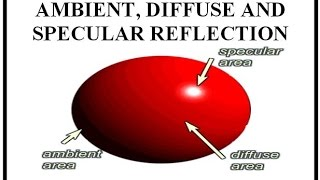 AMBIENT, DIFFUSE AND
SPECULAR REFLECTION
specular
area
ambient
area
diffuse
area